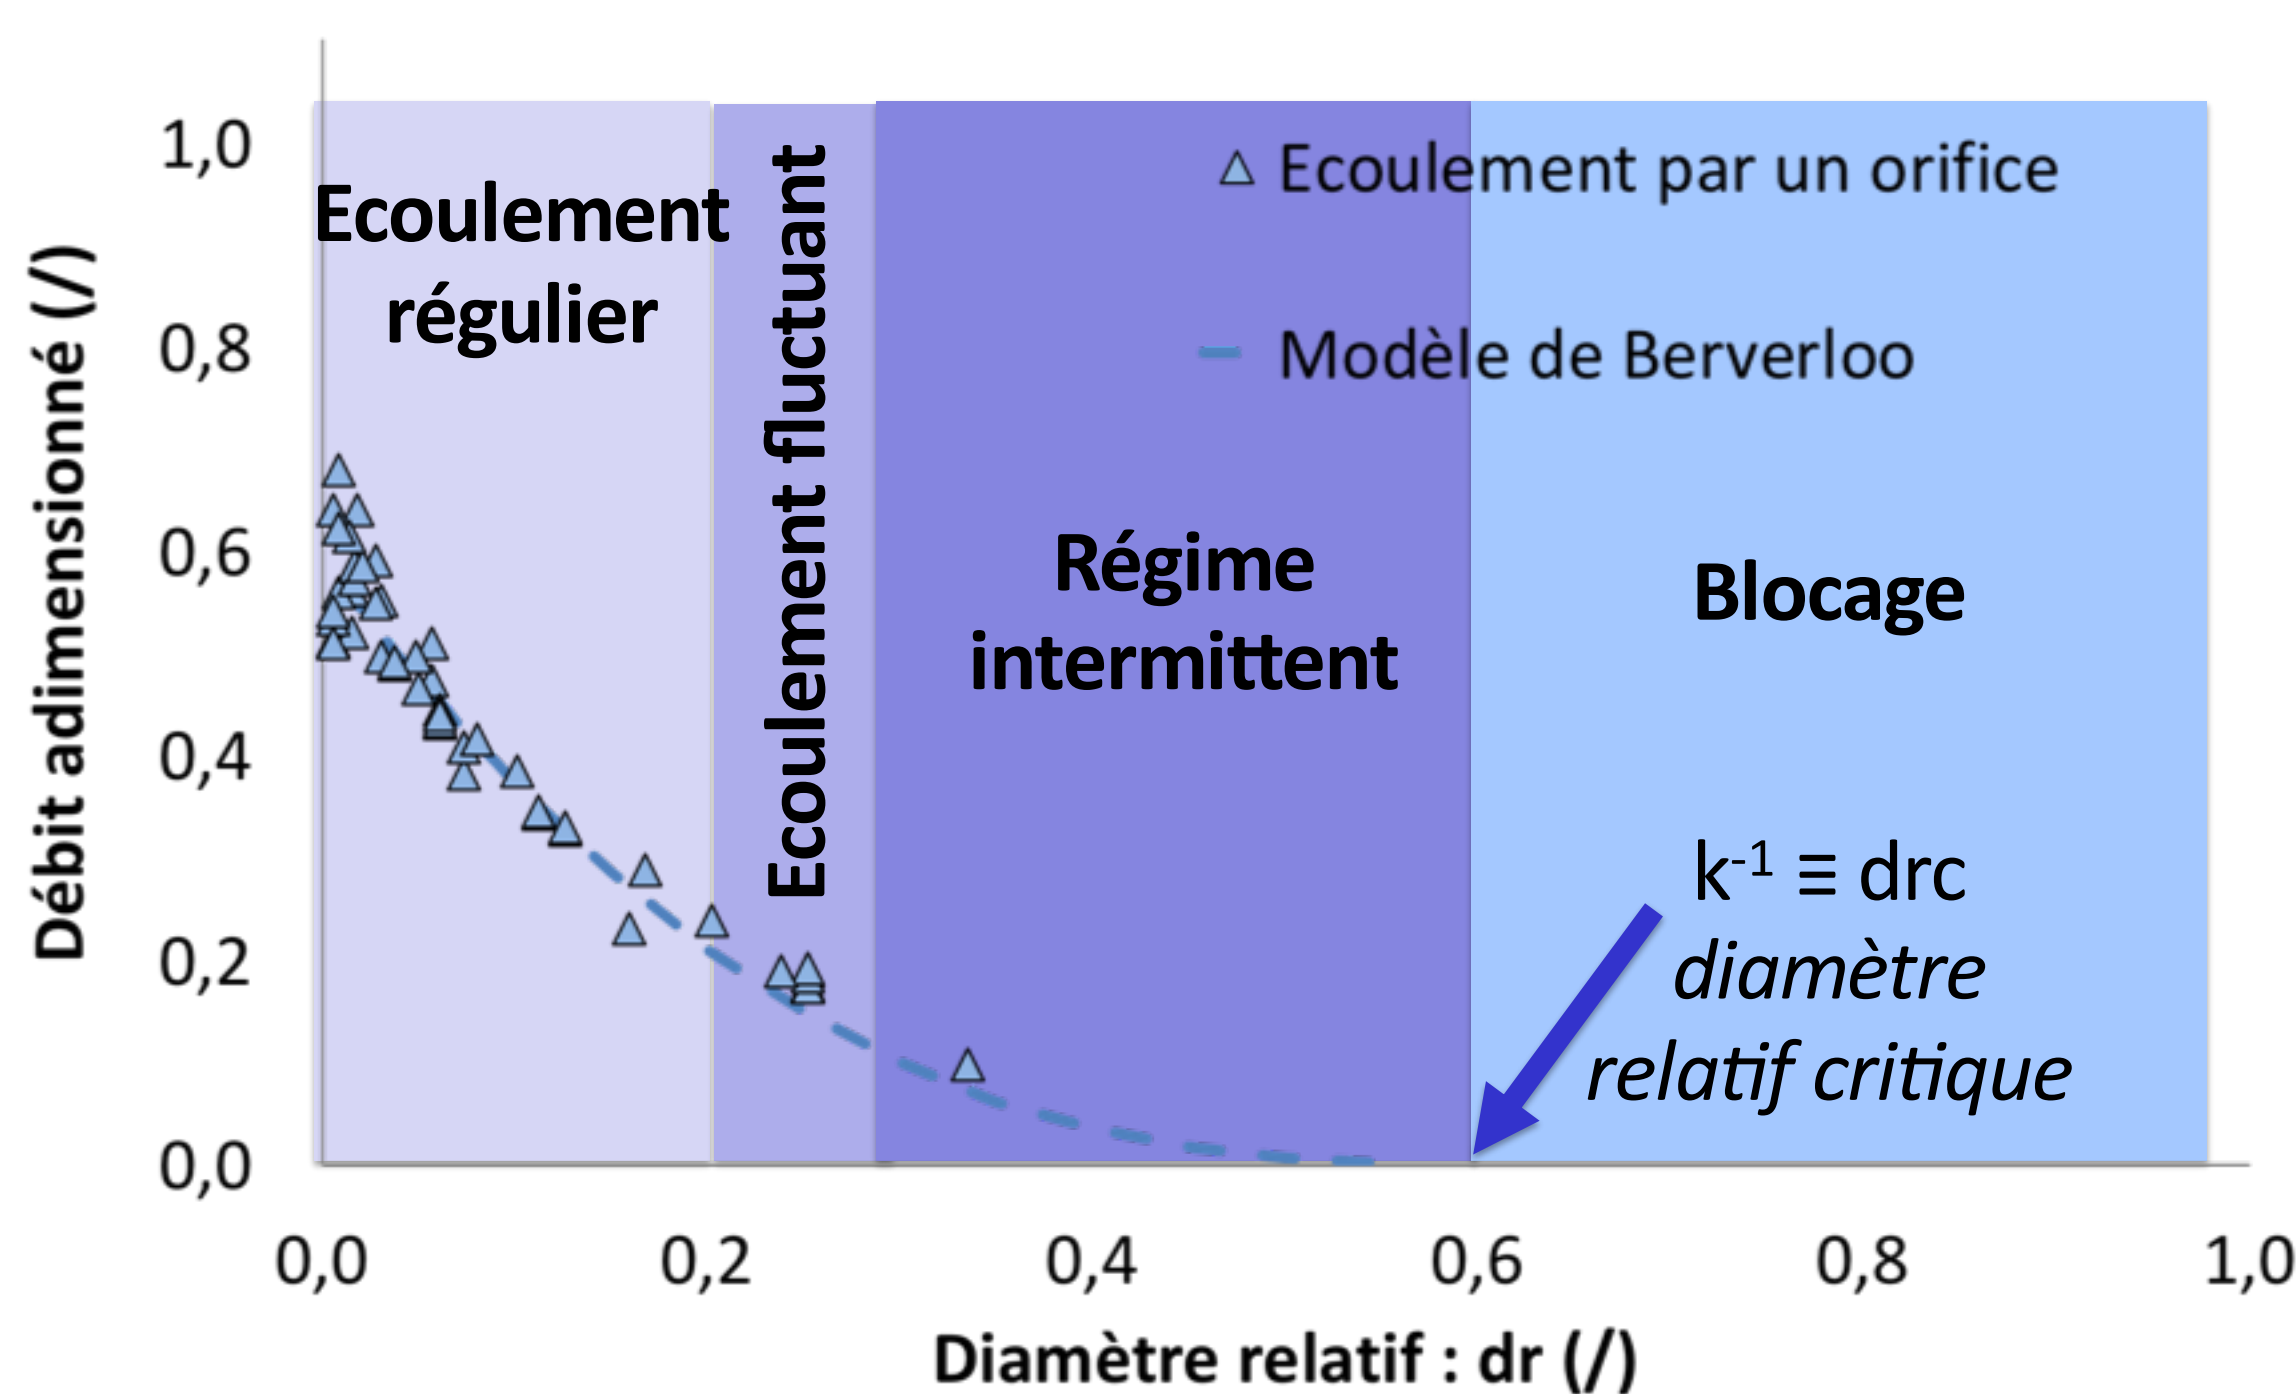 Débit adimensionné (/)
1,0
0,8
0,6
0,4
0,2
0,0
Ecoulement
régulier
Ecoulement fluctuant
Ecoulement par un orifice
Modèle de Berverloo
Régime
intermittent
Blocage
k-1 ≡ drc
diamètre
relatif critique
0,0 0,2 0,4 0,6 0,8 1,0
Diamètre relatif : dr (/)